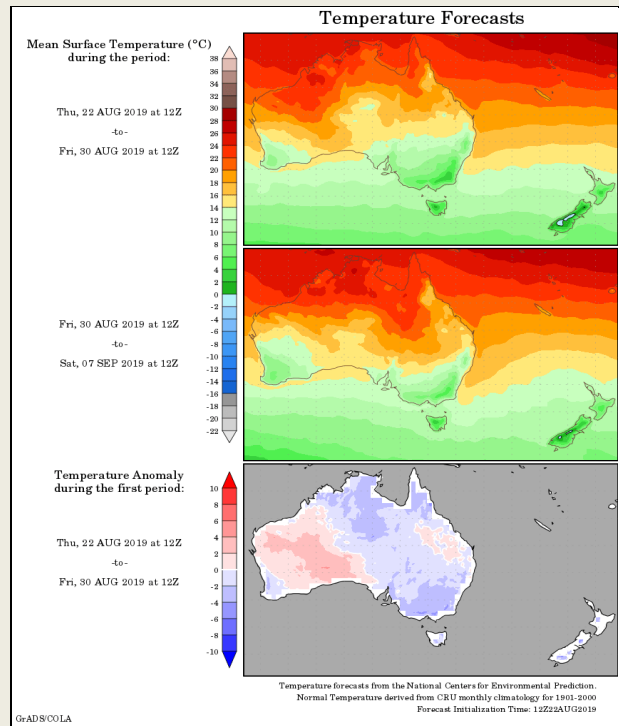 Temperature Forecasts
Mean Surface Temperature (°C)
during the period:
Thu, 22 AUG 2019 at 12Z
-to-
Fri, 30 AUG 2019 at 12Z
38
36
34
32
30
28
26
24
22
20
18
16
14
12
10
8
6
4
2
0
-2
-4
-6
-8
-10
-12
-14
-16
-18
-20
-22
Fri, 30 AUG 2019 at 12Z
-to-
Sat, 07 SEP 2019 at 12Z
Temperature Anomaly
during the first period:
Thu, 22 AUG 2019 at 12Z
-to-
Fri, 30 AUG 2019 at 12Z
10
8
6
4
2
0
-2
-4
-6
-8
-10
Temperature forecasts from the National Centers for Environmental Prediction.
Normal Temperature derived from CRU monthly climatology for 1901-2000
Forecast Initialization Time: 12Z22AUG2019
GrADS/COLA